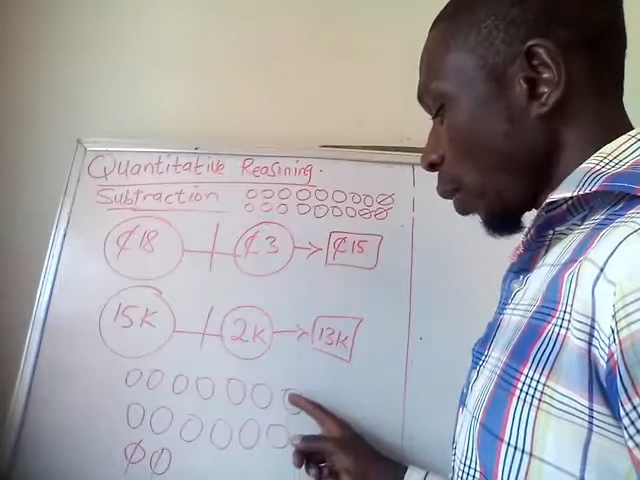 Quantitative Reasoning.
Subtraction
₵18 ₵3 ₵15
15K 2K 13K